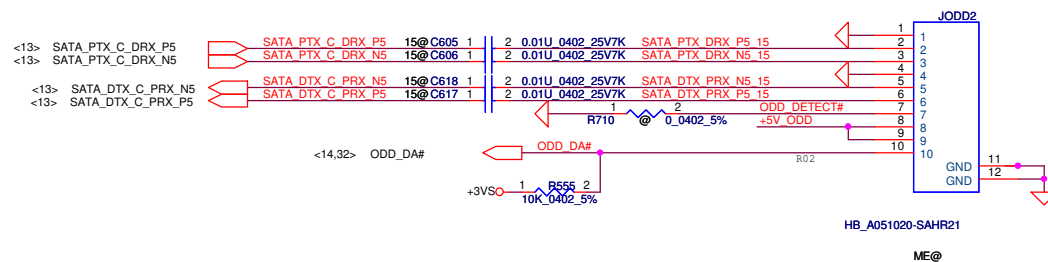 JODD2
<13> SATA_PTX_C_DRX_P5 SATA_PTX_C_DRX_P5 15@ C605 1 2 0.01U_0402_25V7K SATA_PTX_DRX_P5_15 2 2
<13> SATA_PTX_C_DRX_N5 SATA_PTX_C_DRX_N5 15@ C606 1 2 0.01U_0402_25V7K SATA_PTX_DRX_N5_15 3 3
1 1
4 4
<13> SATA_DTX_C_PRX_N5 SATA_DTX_C_PRX_N5 15@ C618 1 2 0.01U_0402_25V7K SATA_DTX_PRX_N5_15 5 5
<13> SATA_DTX_C_PRX_P5 SATA_DTX_C_PRX_P5 15@ C617 1 2 0.01U_0402_25V7K SATA_DTX_PRX_P5_15 6 6
1 2 ODD_DETECT# 7 7
R710 @ 0_0402_5% +5V_ODD 8 8
9 9
<14,32> ODD_DA# ODD_DA# R02 10 10
GND 11
GND 12
+3VS 1 R555 2
10K_0402_5%
HB_A051020-SAHR21
ME@